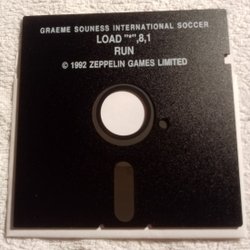 GRAEME SOUNESS INTERNATIONAL SOCCER
LOAD "*",8,1
RUN
© 1992 ZEPPELIN GAMES LIMITED